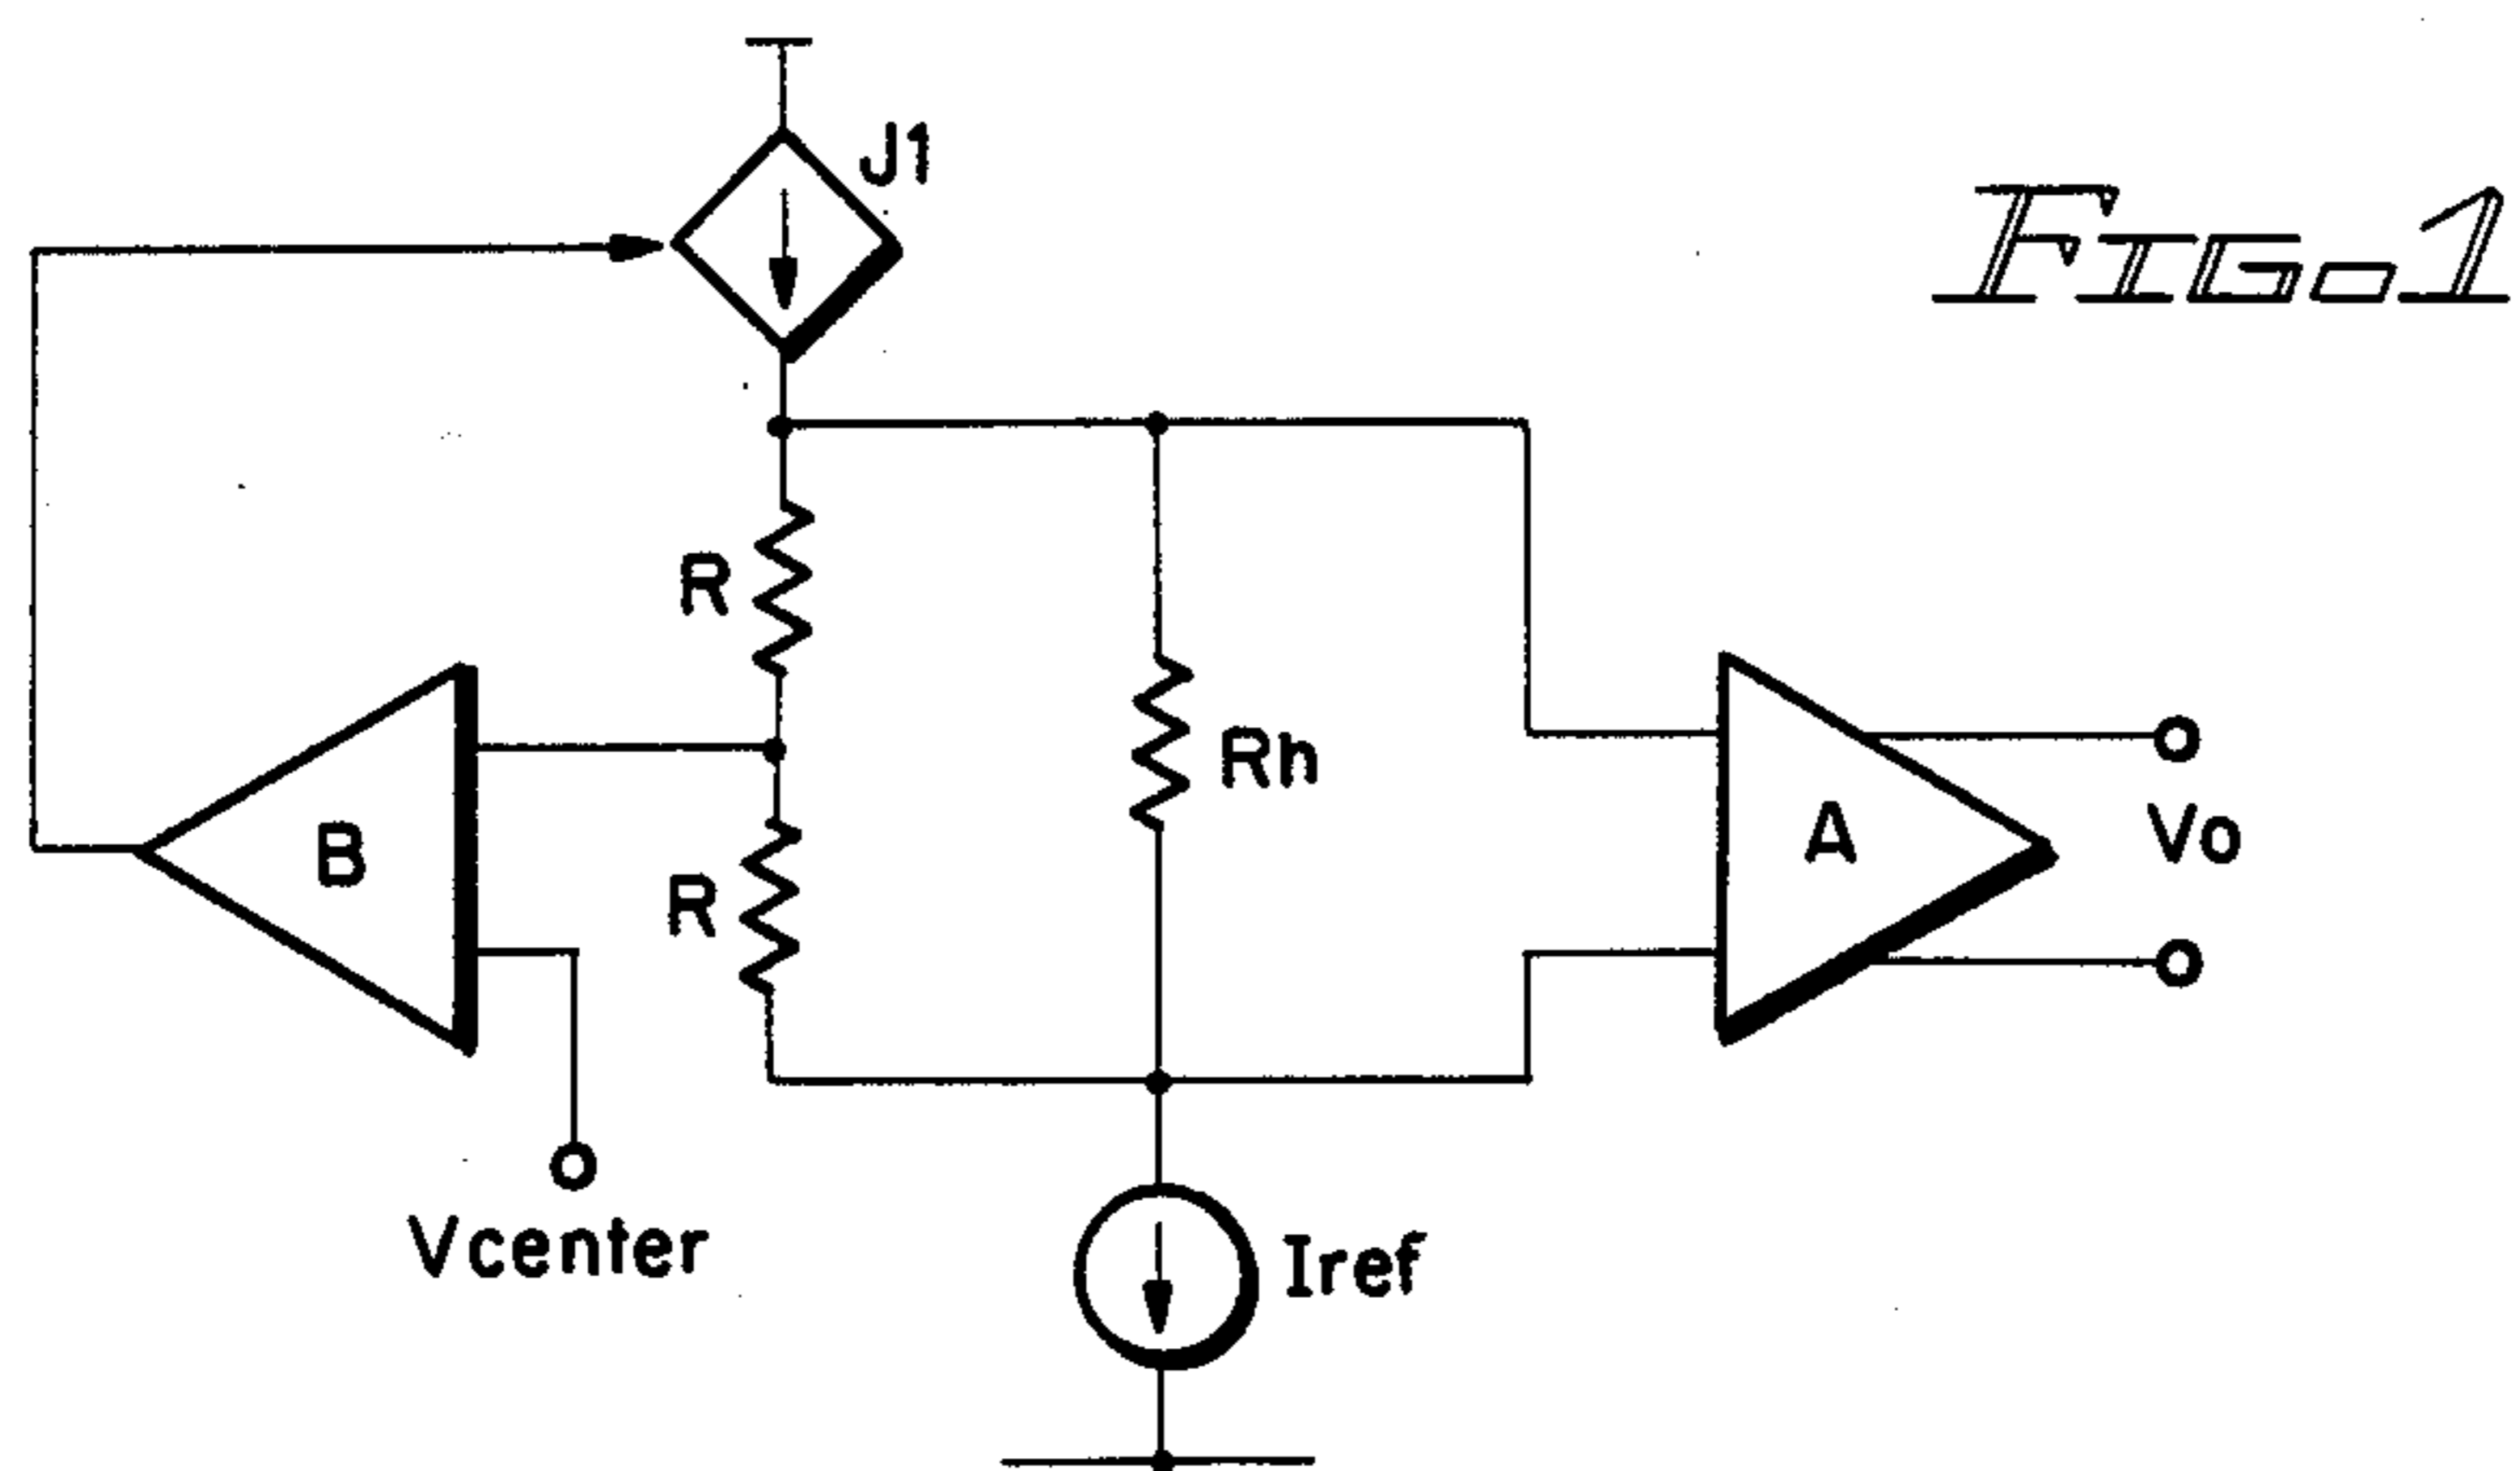 J1
FIG. 1
R
Rh
B
R
A
Vo
Vcenter
Iref